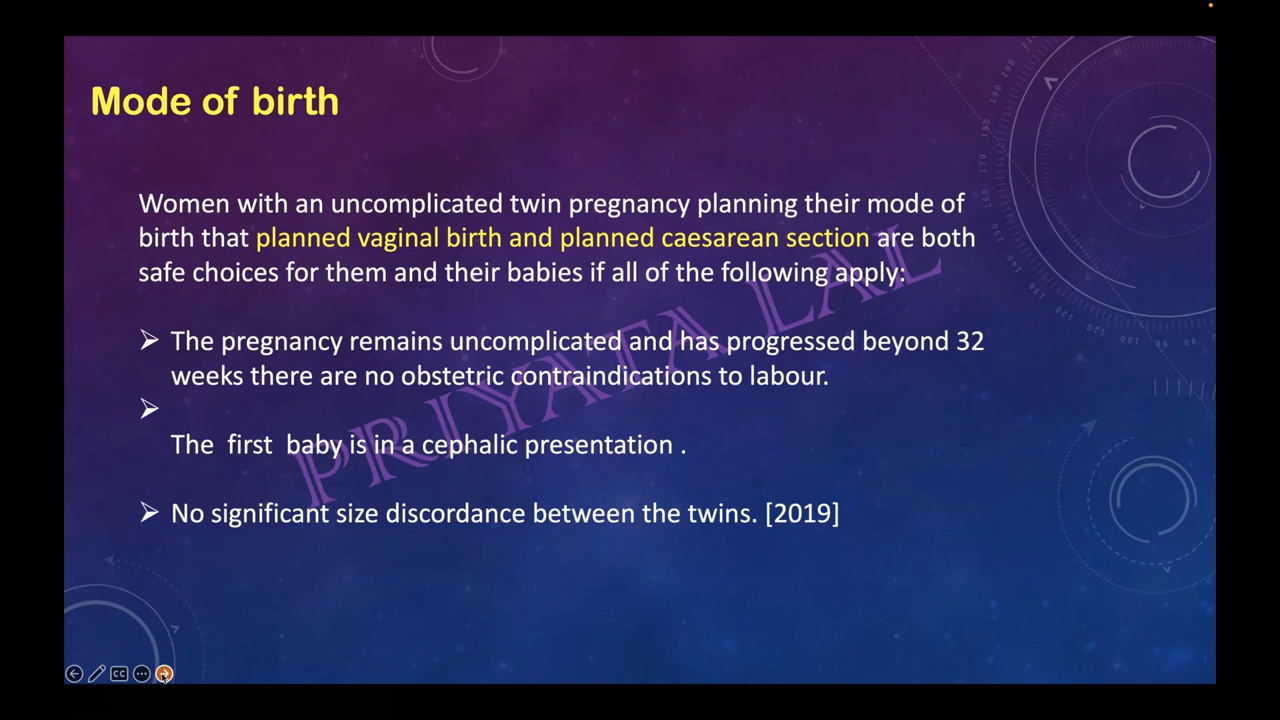 Mode of birth
Women with an uncomplicated twin pregnancy planning their mode of
birth that planned vaginal birth and planned caesarean section are both
safe choices for them and their babies if all of the following apply:
➢ The pregnancy remains uncomplicated and has progressed beyond 32
weeks there are no obstetric contraindications to labour.
➢
The first baby is in a cephalic presentation .
➢ No significant size discordance between the twins. [2019]
PRIYATA LAL
CC